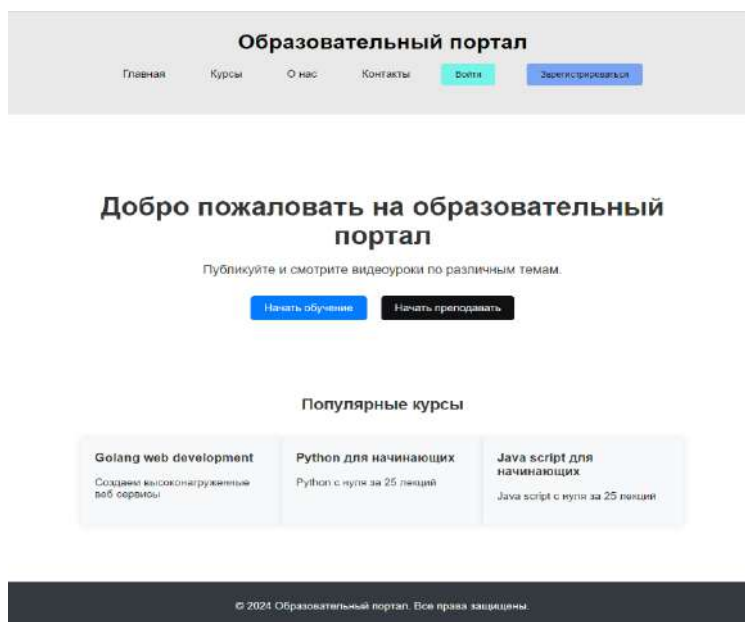 Образовательный портал
Главная Курсы О нас Контакты Войти Зарегистрироваться
Добро пожаловать на образовательный
портал
Публикуйте и смотрите видеоуроки по различным темам.
Начать обучение Начать преподавать
Популярные курсы
Golang web development
Создаем высоконагруженные
веб сервисы
Python для начинающих
Python с нуля за 25 лекций
Java script для
начинающих
Java script с нуля за 25 лекций
© 2024 Образовательный портал. Все права защищены.